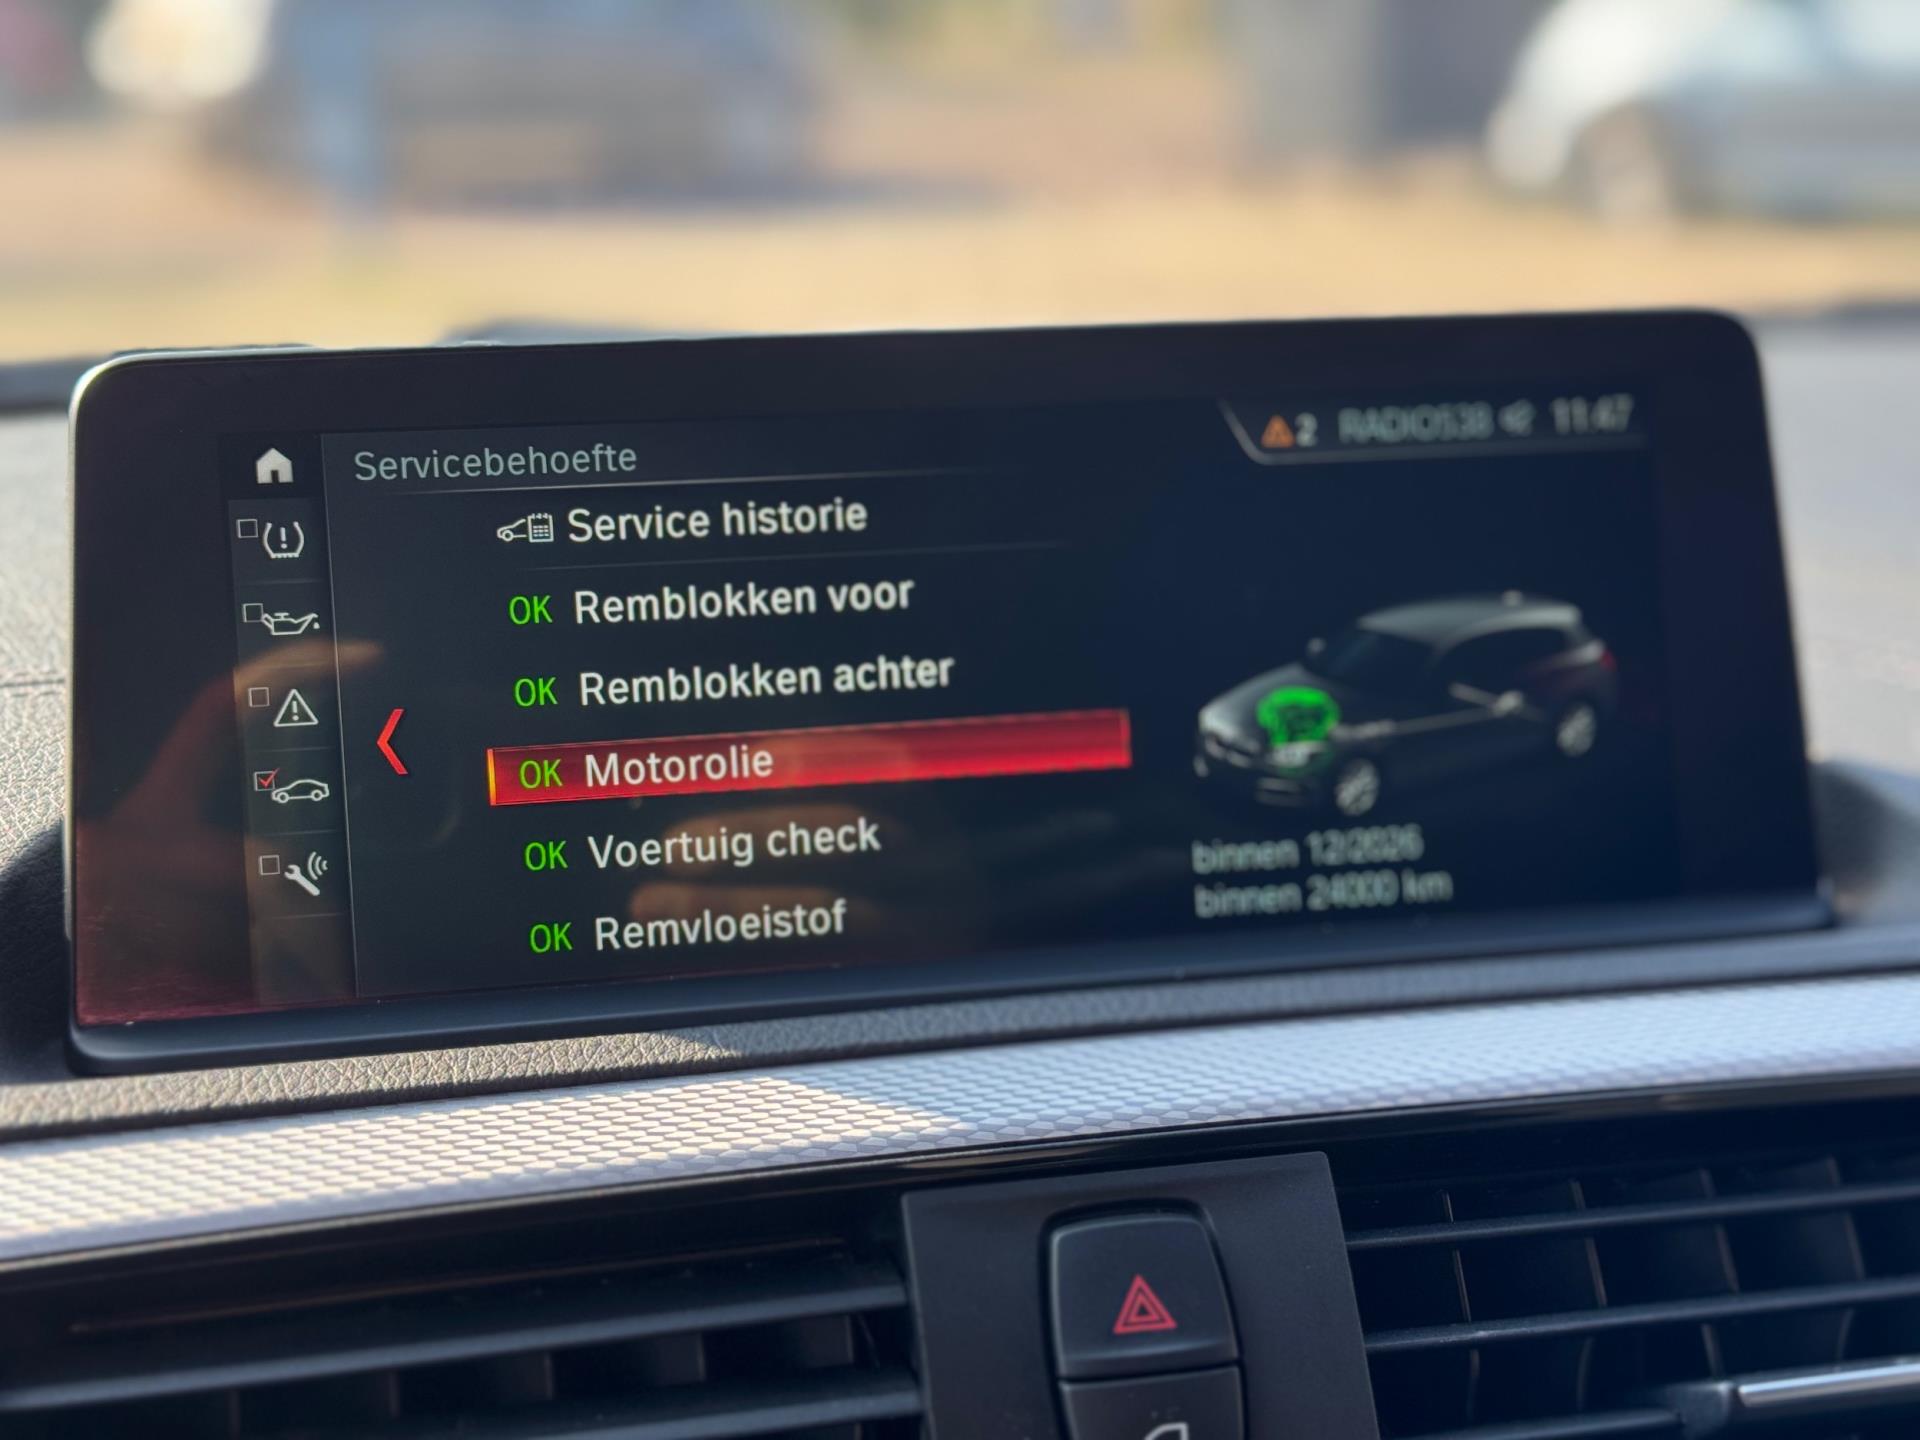 Servicebehoefte
2 RADIO538 11:47
Service historie
OK Remblokken voor
OK Remblokken achter
OK Motorolie
OK Voertuig check
OK Remvloeistof
binnen 12/2026
binnen 24000 km